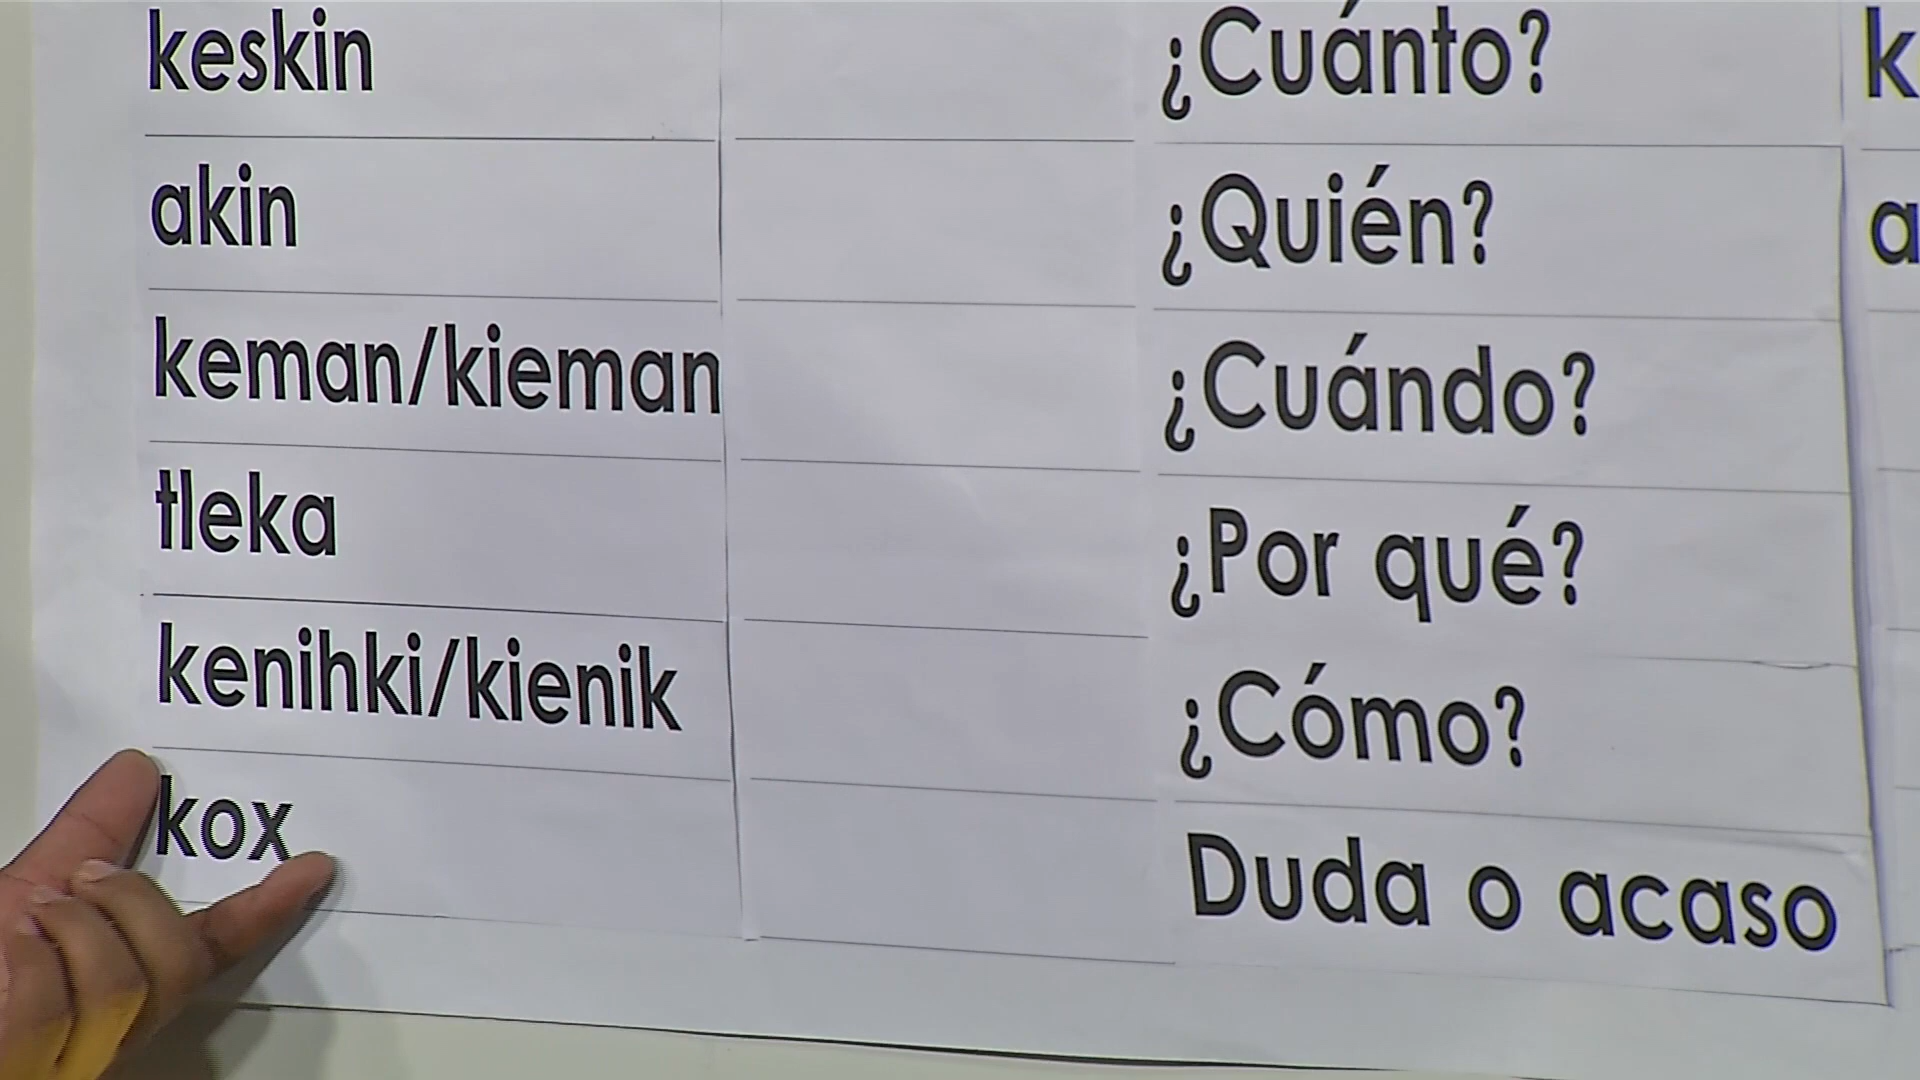 keskin ¿Cuánto? k
akin ¿Quién? a
keman/kieman ¿Cuándo?
tleka ¿Por qué?
kenihki/kienik ¿Cómo?
kox Duda o acaso